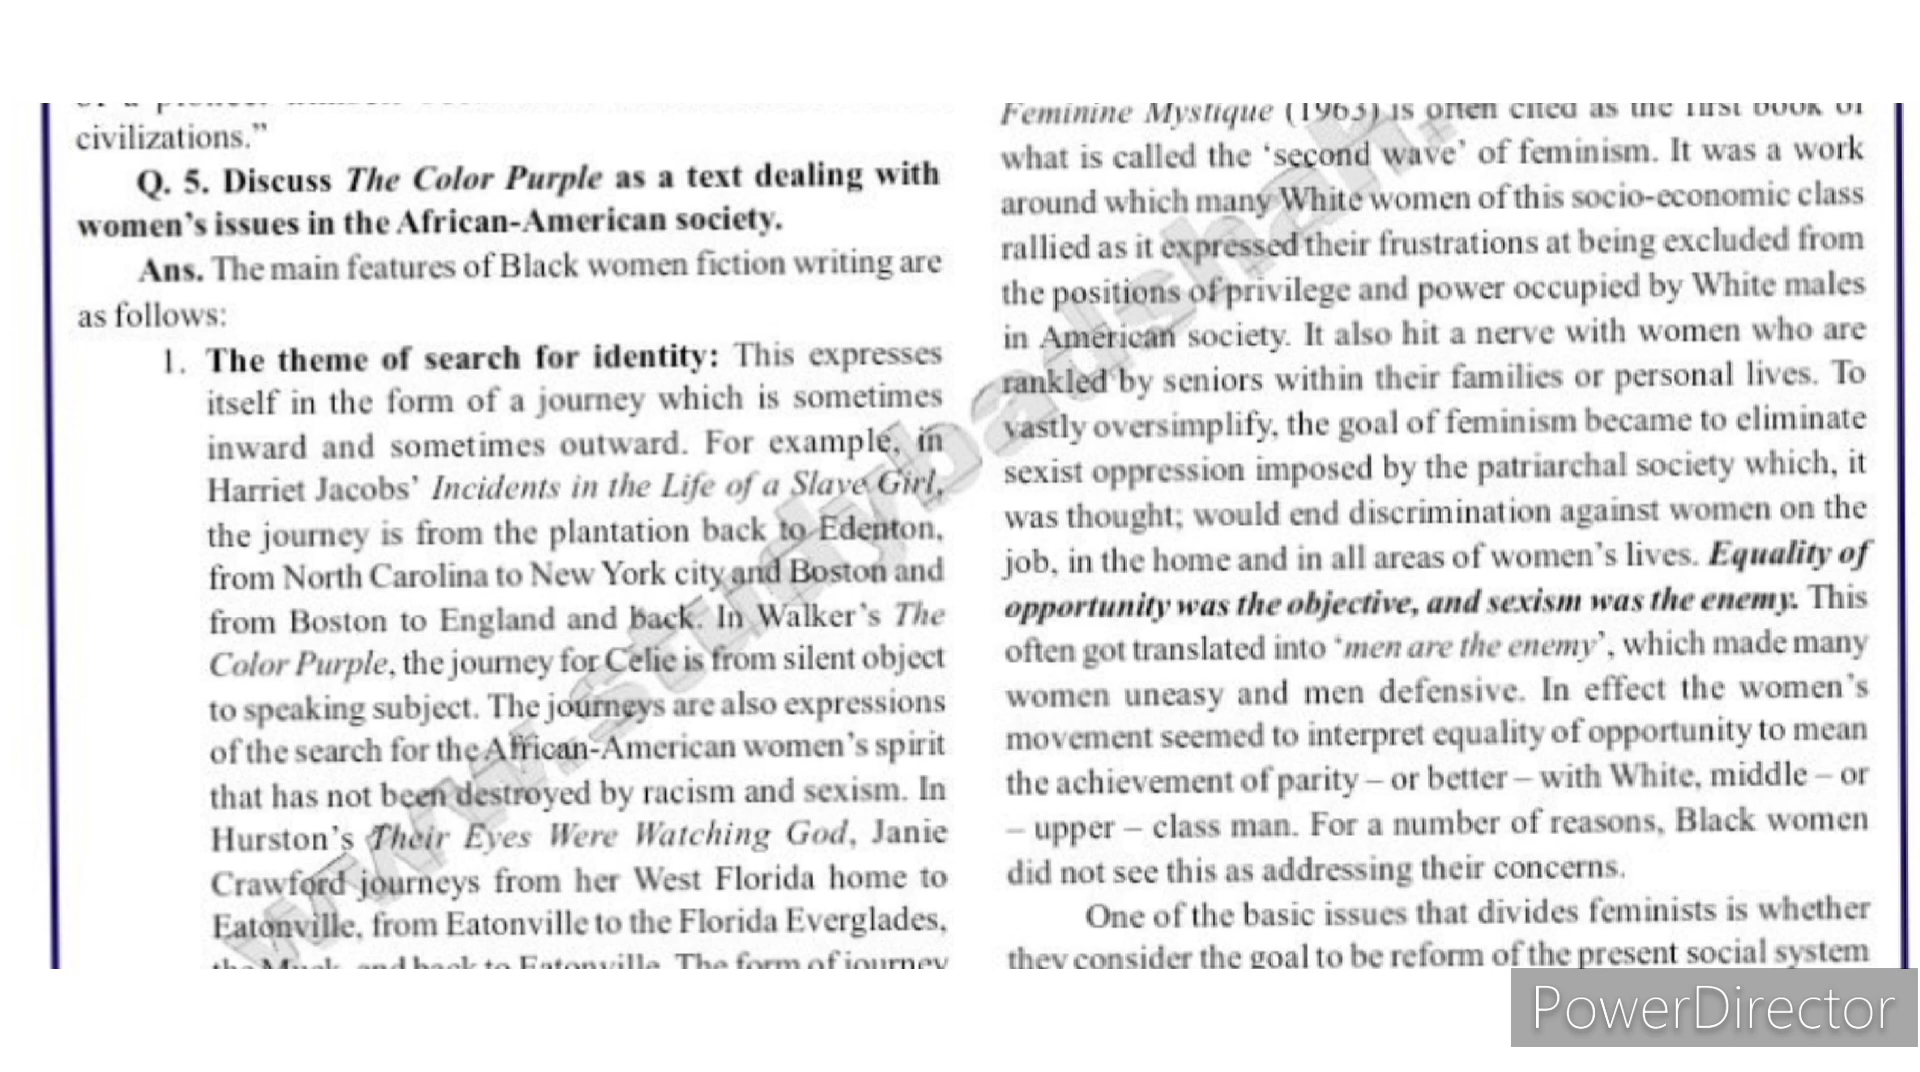 civilizations.”
Q. 5. Discuss The Color Purple as a text dealing with
women’s issues in the African-American society.
Ans. The main features of Black women fiction writing are
as follows:
1. The theme of search for identity: This expresses
itself in the form of a journey which is sometimes
inward and sometimes outward. For example, in
Harriet Jacobs’ Incidents in the Life of a Slave Girl,
the journey is from the plantation back to Edenton,
from North Carolina to New York city and Boston and
from Boston to England and back. In Walker’s The
Color Purple, the journey for Celie is from silent object
to speaking subject. The journeys are also expressions
of the search for the African-American women’s spirit
that has not been destroyed by racism and sexism. In
Hurston’s Their Eyes Were Watching God, Janie
Crawford journeys from her West Florida home to
Eatonville, from Eatonville to the Florida Everglades,
the Muck, and back to Eatonville. The form of journey
Feminine Mystique (1963) is often cited as the first book of
what is called the ‘second wave’ of feminism. It was a work
around which many White women of this socio-economic class
rallied as it expressed their frustrations at being excluded from
the positions of privilege and power occupied by White males
in American society. It also hit a nerve with women who are
rankled by seniors within their families or personal lives. To
vastly oversimplify, the goal of feminism became to eliminate
sexist oppression imposed by the patriarchal society which, it
was thought; would end discrimination against women on the
job, in the home and in all areas of women’s lives. Equality of
opportunity was the objective, and sexism was the enemy. This
often got translated into ‘men are the enemy’, which made many
women uneasy and men defensive. In effect the women’s
movement seemed to interpret equality of opportunity to mean
the achievement of parity – or better – with White, middle – or
– upper – class man. For a number of reasons, Black women
did not see this as addressing their concerns.
One of the basic issues that divides feminists is whether
they consider the goal to be reform of the present social system
www.studybadshah.
PowerDirector